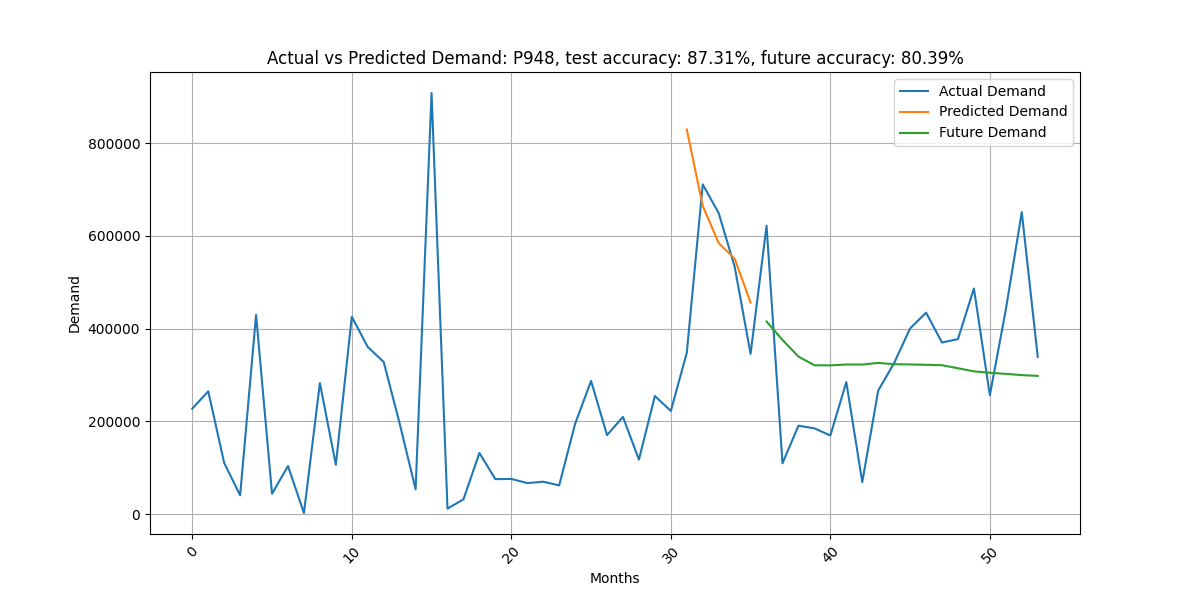 Actual vs Predicted Demand: P948, test accuracy: 87.31%, future accuracy: 80.39%
Actual Demand
Predicted Demand
Future Demand
800000
600000
400000
200000
0
Demand
0
10
20
30
40
50
Months